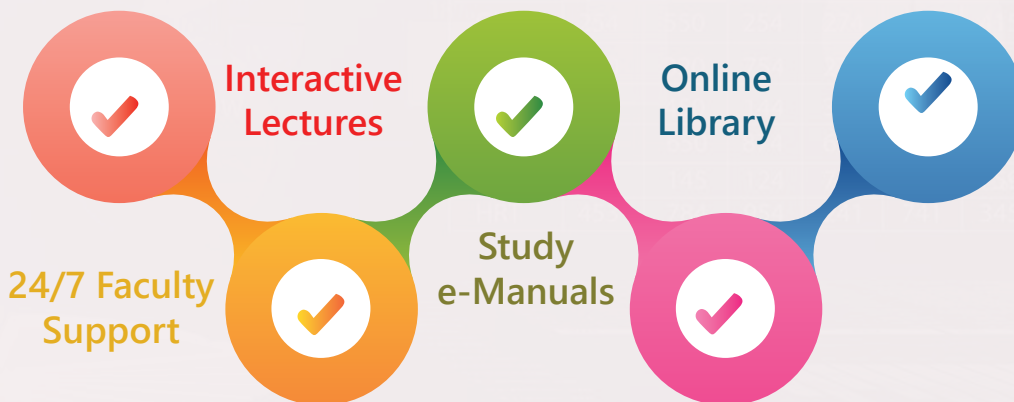 Interactive
Lectures
Online
Library
24/7 Faculty
Support
Study
e-Manuals